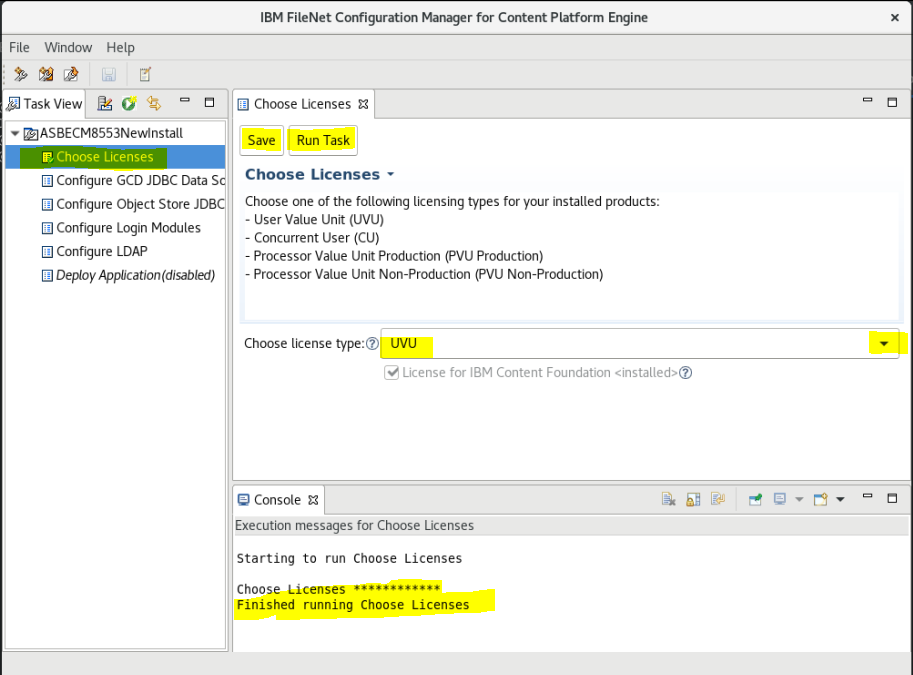 IBM FileNet Configuration Manager for Content Platform Engine
File Window Help
Task View
ASBECM8553NewInstall
Choose Licenses
Configure GCD JDBC Data So
Configure Object Store JDBC
Configure Login Modules
Configure LDAP
Deploy Application(disabled)
Choose Licenses
Save Run Task
Choose Licenses
Choose one of the following licensing types for your installed products:
- User Value Unit (UVU)
- Concurrent User (CU)
- Processor Value Unit Production (PVU Production)
- Processor Value Unit Non-Production (PVU Non-Production)
Choose license type: UVU
License for IBM Content Foundation <installed>
Console
Execution messages for Choose Licenses
Starting to run Choose Licenses
Choose Licenses ************
Finished running Choose Licenses